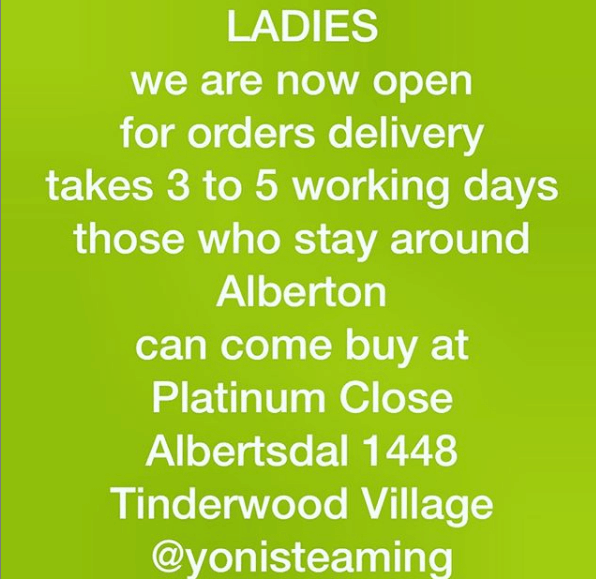 LADIES
we are now open
for orders delivery
takes 3 to 5 working days
those who stay around
Alberton
can come buy at
Platinum Close
Albertsdal 1448
Tinderwood Village
@yonisteaming